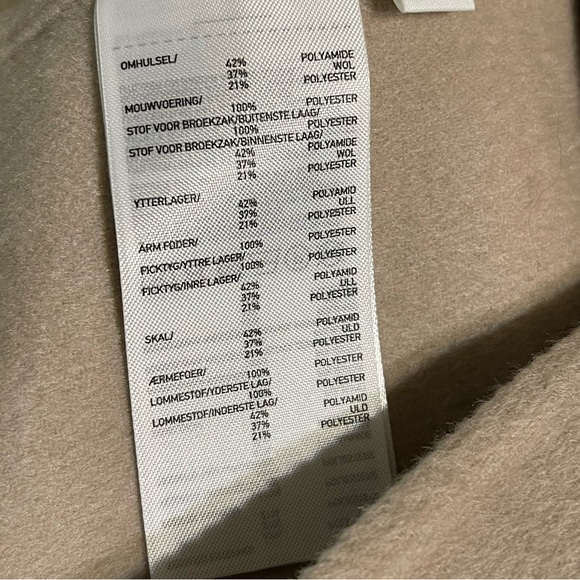 OMHULSEL/ 42% POLYAMIDE
37% WOL
21% POLYESTER
MOUWVOERING/ 100% POLYESTER
STOF VOOR BROEKZAK/BUITENSTE LAAG/
100% POLYESTER
STOF VOOR BROEKZAK/BINNENSTE LAAG/
42% POLYAMIDE
37% WOL
21% POLYESTER
YTTERLAGER/ 42% POLYAMID
37% ULL
21% POLYESTER
ÄRM FODER/ 100% POLYESTER
FICKTYG/YTTRE LAGER/ 100% POLYESTER
FICKTYG/INRE LAGER/
42% POLYAMID
37% ULL
21% POLYESTER
SKAL/ 42% POLYAMID
37% ULD
21% POLYESTER
ÆRMEFOER/ 100% POLYESTER
LOMMESTOF/YDERSTE LAG/
100% POLYESTER
LOMMESTOF/INDERSTE LAG/
42% POLYAMID
37% ULD
21% POLYESTER